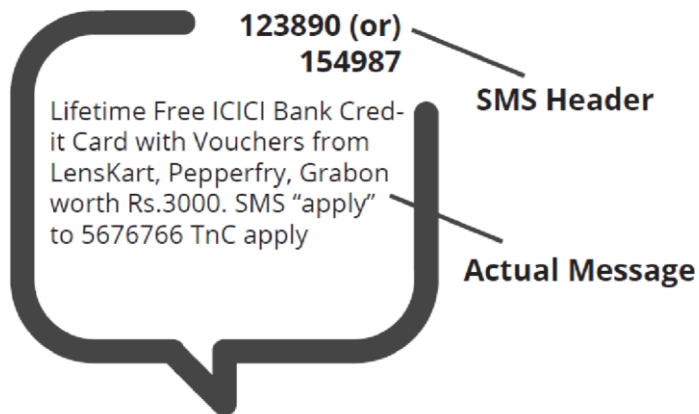 123890 (or)
154987
SMS Header
Lifetime Free ICICI Bank Cred-
it Card with Vouchers from
LensKart, Pepperfry, Grabon
worth Rs.3000. SMS “apply”
to 5676766 TnC apply
Actual Message